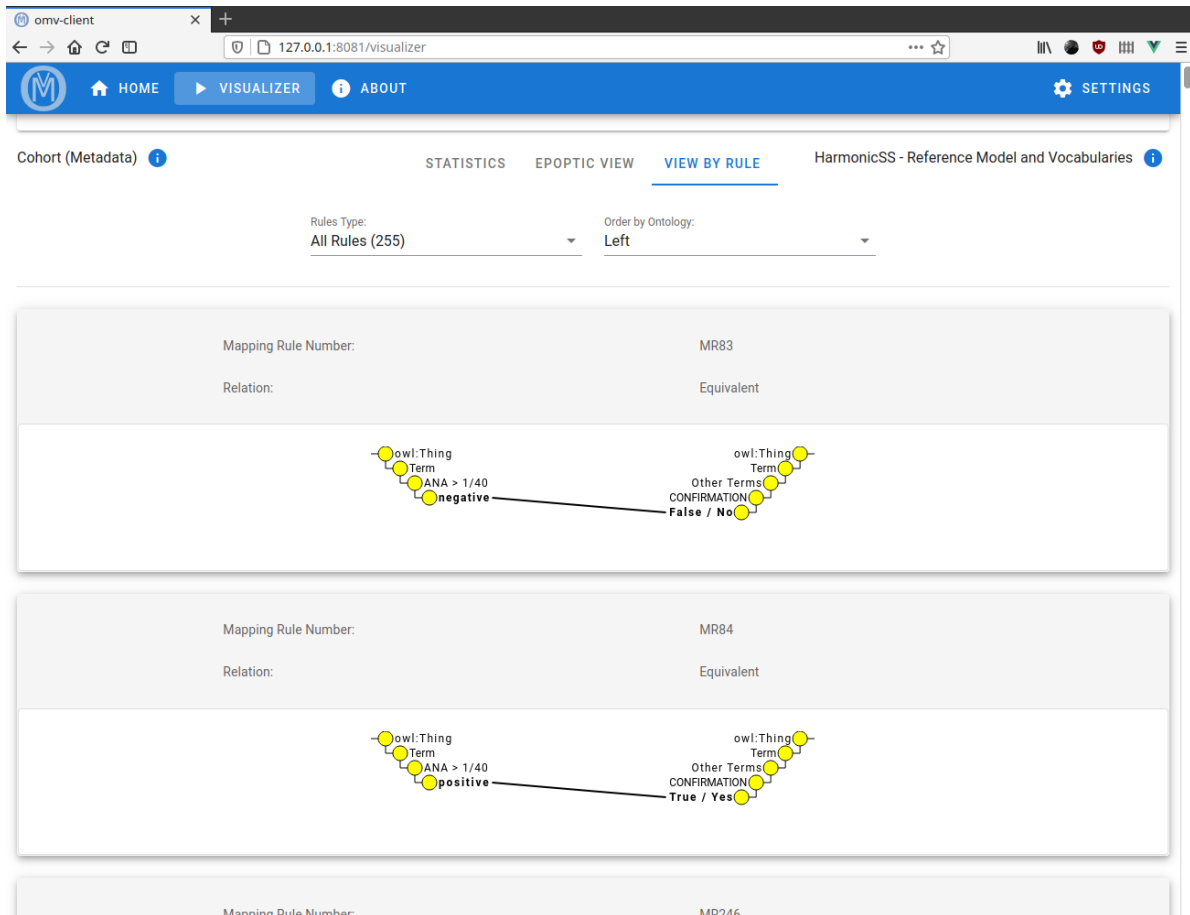 omv-client
127.0.0.1:8081/visualizer
HOME VISUALIZER ABOUT SETTINGS
Cohort (Metadata) STATISTICS EPOPTIC VIEW VIEW BY RULE HarmonicSS - Reference Model and Vocabularies
Rules Type: Order by Ontology:
All Rules (255) Left
Mapping Rule Number: MR83
Relation: Equivalent
owl:Thing owl:Thing
Term Term
ANA > 1/40 Other Terms
negative CONFIRMATION
False / No
Mapping Rule Number: MR84
Relation: Equivalent
owl:Thing owl:Thing
Term Term
ANA > 1/40 Other Terms
positive CONFIRMATION
True / Yes
Mapping Rule Number: MR246